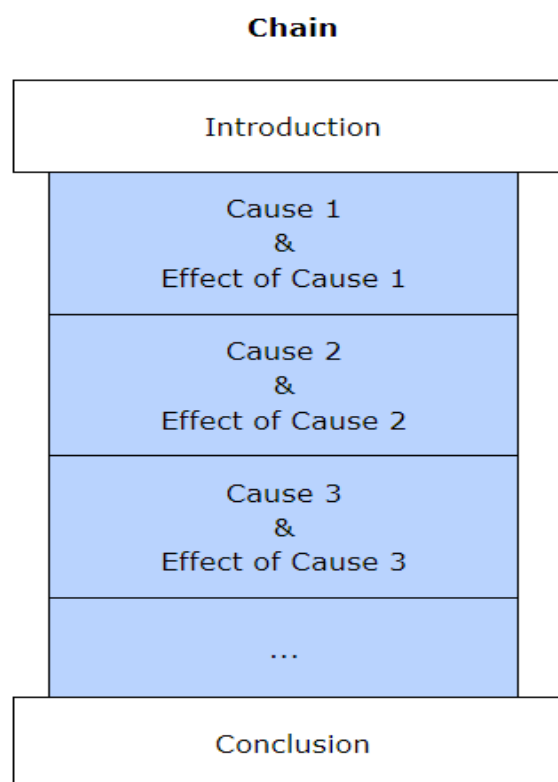 Chain
Introduction
Cause 1
&
Effect of Cause 1
Cause 2
&
Effect of Cause 2
Cause 3
&
Effect of Cause 3
...
Conclusion